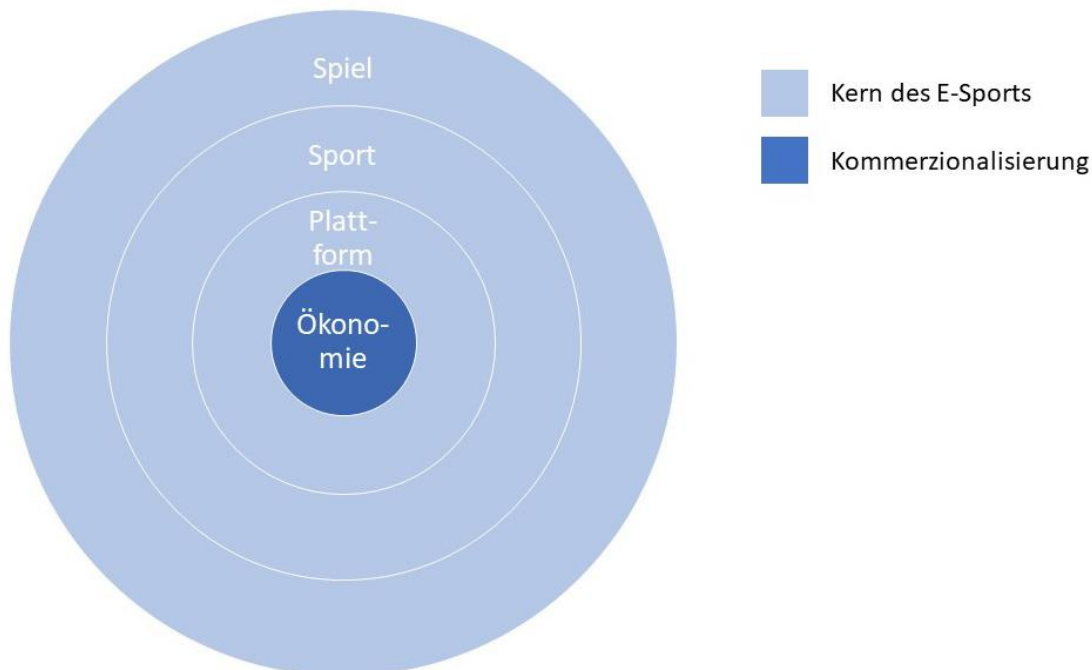 Spiel
Sport
Platt-
form
Ökono-
mie
Kern des E-Sports
Kommerzionalisierung